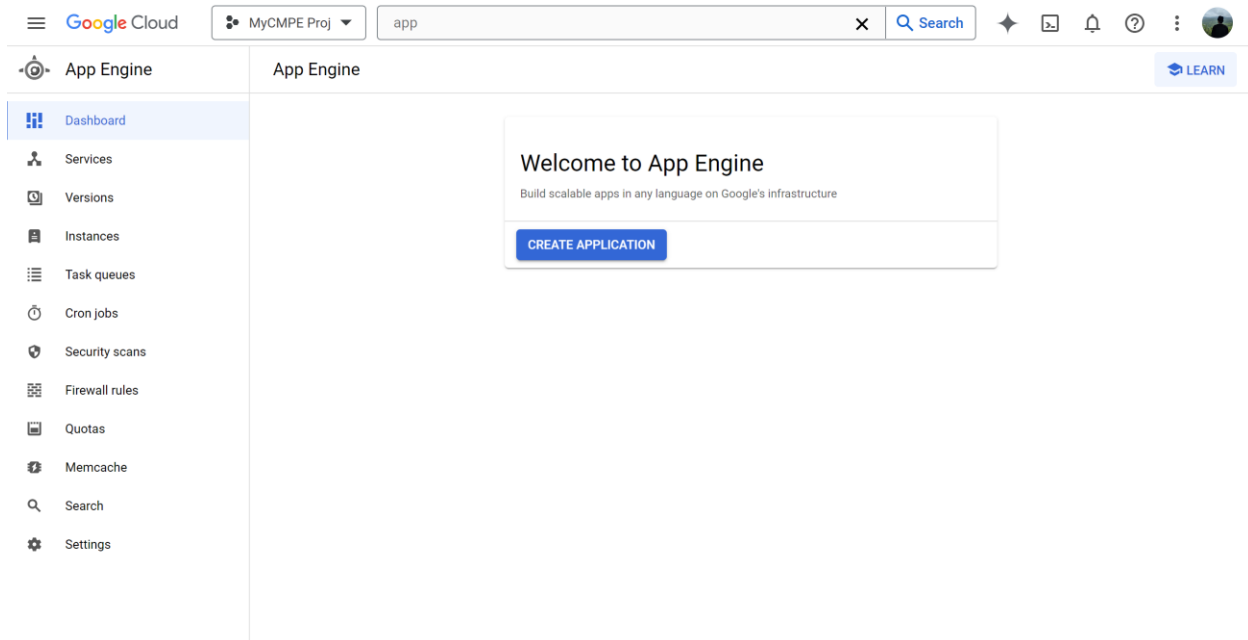 Google Cloud
MyCMPE Proj
app
Search
App Engine
App Engine
LEARN
Dashboard
Services
Versions
Instances
Task queues
Cron jobs
Security scans
Firewall rules
Quotas
Memcache
Search
Settings
Welcome to App Engine
Build scalable apps in any language on Google's infrastructure
CREATE APPLICATION